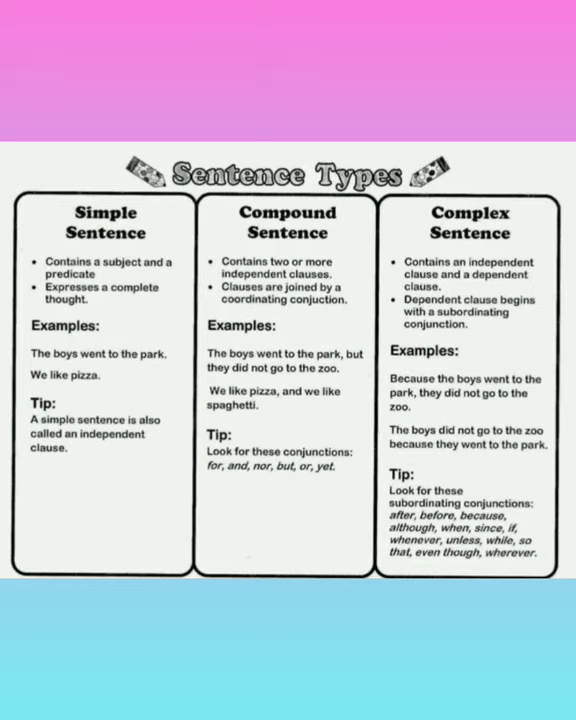 Sentence Types
Simple
Sentence
• Contains a subject and a
predicate
• Expresses a complete
thought.
Examples:
The boys went to the park.
We like pizza.
Tip:
A simple sentence is also
called an independent
clause.
Compound
Sentence
• Contains two or more
independent clauses.
• Clauses are joined by a
coordinating conjuction.
Examples:
The boys went to the park, but
they did not go to the zoo.
We like pizza, and we like
spaghetti.
Tip:
Look for these conjunctions:
for, and, nor, but, or, yet.
Complex
Sentence
• Contains an independent
clause and a dependent
clause.
• Dependent clause begins
with a subordinating
conjunction.
Examples:
Because the boys went to the
park, they did not go to the
zoo.
The boys did not go to the zoo
because they went to the park.
Tip:
Look for these
subordinating conjunctions:
after, before, because,
although, when, since, if,
whenever, unless, while, so
that, even though, wherever.